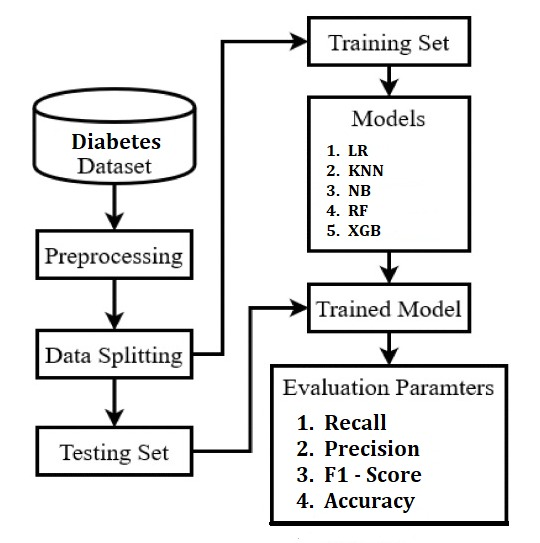 Diabetes
Dataset
Preprocessing
Data Splitting
Testing Set
Training Set
Models
1. LR
2. KNN
3. NB
4. RF
5. XGB
Trained Model
Evaluation Paramters
1. Recall
2. Precision
3. F1 - Score
4. Accuracy